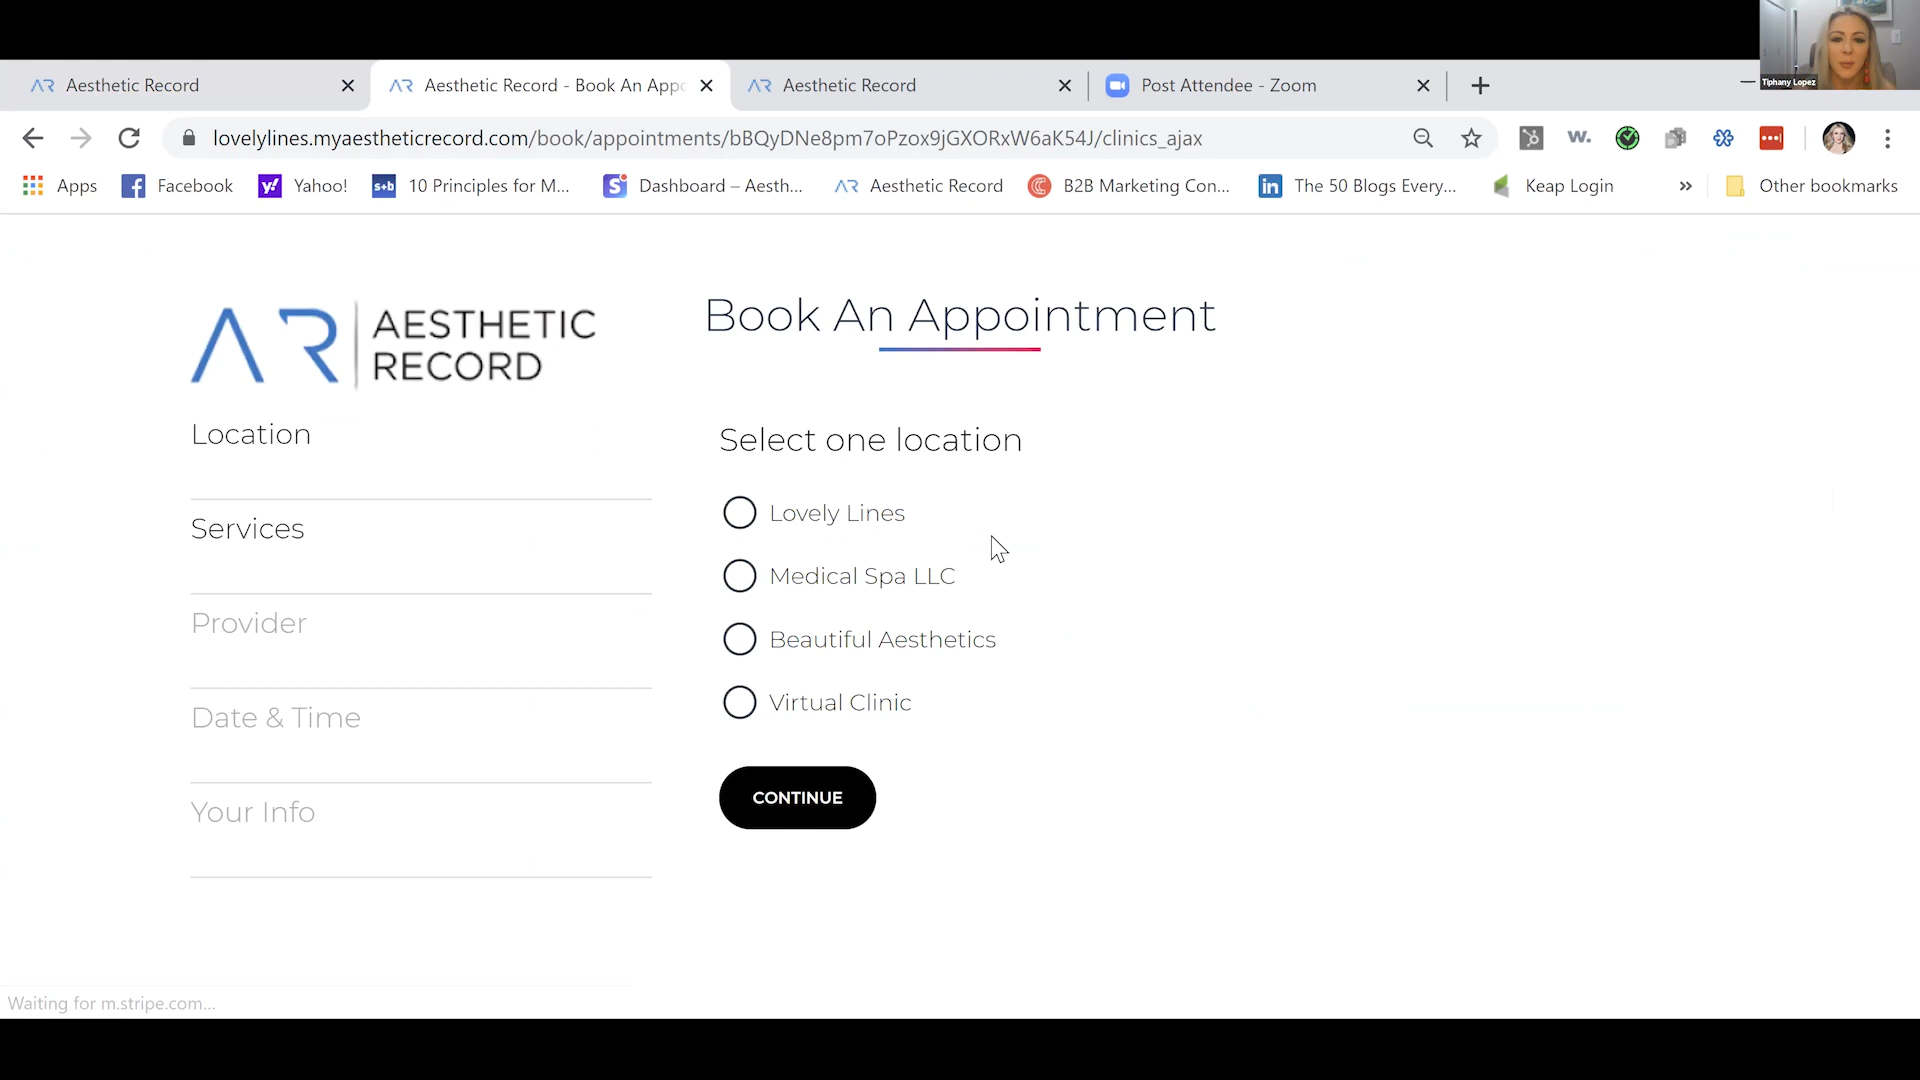 Tiphany Lopez
Aesthetic Record
Aesthetic Record - Book An Appo
Aesthetic Record
Post Attendee - Zoom
lovelylines.myaestheticrecord.com/book/appointments/bBQyDNe8pm7oPzox9jGXORxW6aK54J/clinics_ajax
w.
Apps
Facebook
Yahoo!
s+b
10 Principles for M...
Dashboard – Aesth...
Aesthetic Record
B2B Marketing Con...
in
The 50 Blogs Every...
Keap Login
Other bookmarks
AR
AESTHETIC
RECORD
Location
Services
Provider
Date & Time
Your Info
Book An Appointment
Select one location
Lovely Lines
Medical Spa LLC
Beautiful Aesthetics
Virtual Clinic
CONTINUE
Waiting for m.stripe.com...